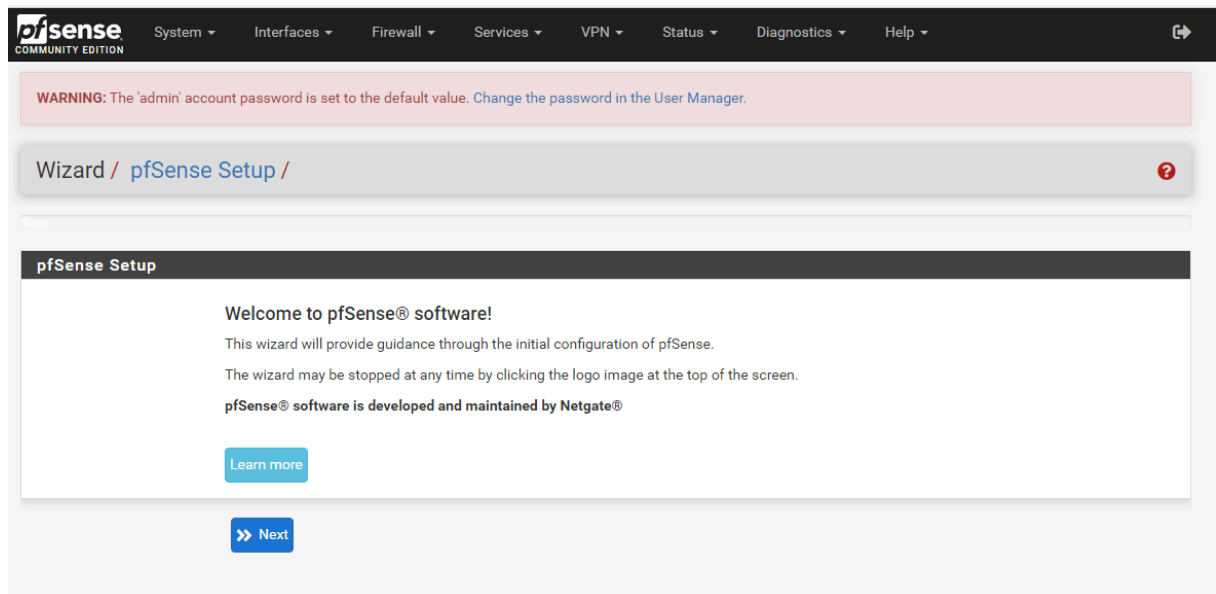 pfsense
COMMUNITY EDITION
System
Interfaces
Firewall
Services
VPN
Status
Diagnostics
Help
WARNING: The 'admin' account password is set to the default value. Change the password in the User Manager.
Wizard / pfSense Setup /
pfSense Setup
Welcome to pfSense® software!
This wizard will provide guidance through the initial configuration of pfSense.
The wizard may be stopped at any time by clicking the logo image at the top of the screen.
pfSense® software is developed and maintained by Netgate®
Learn more
Next